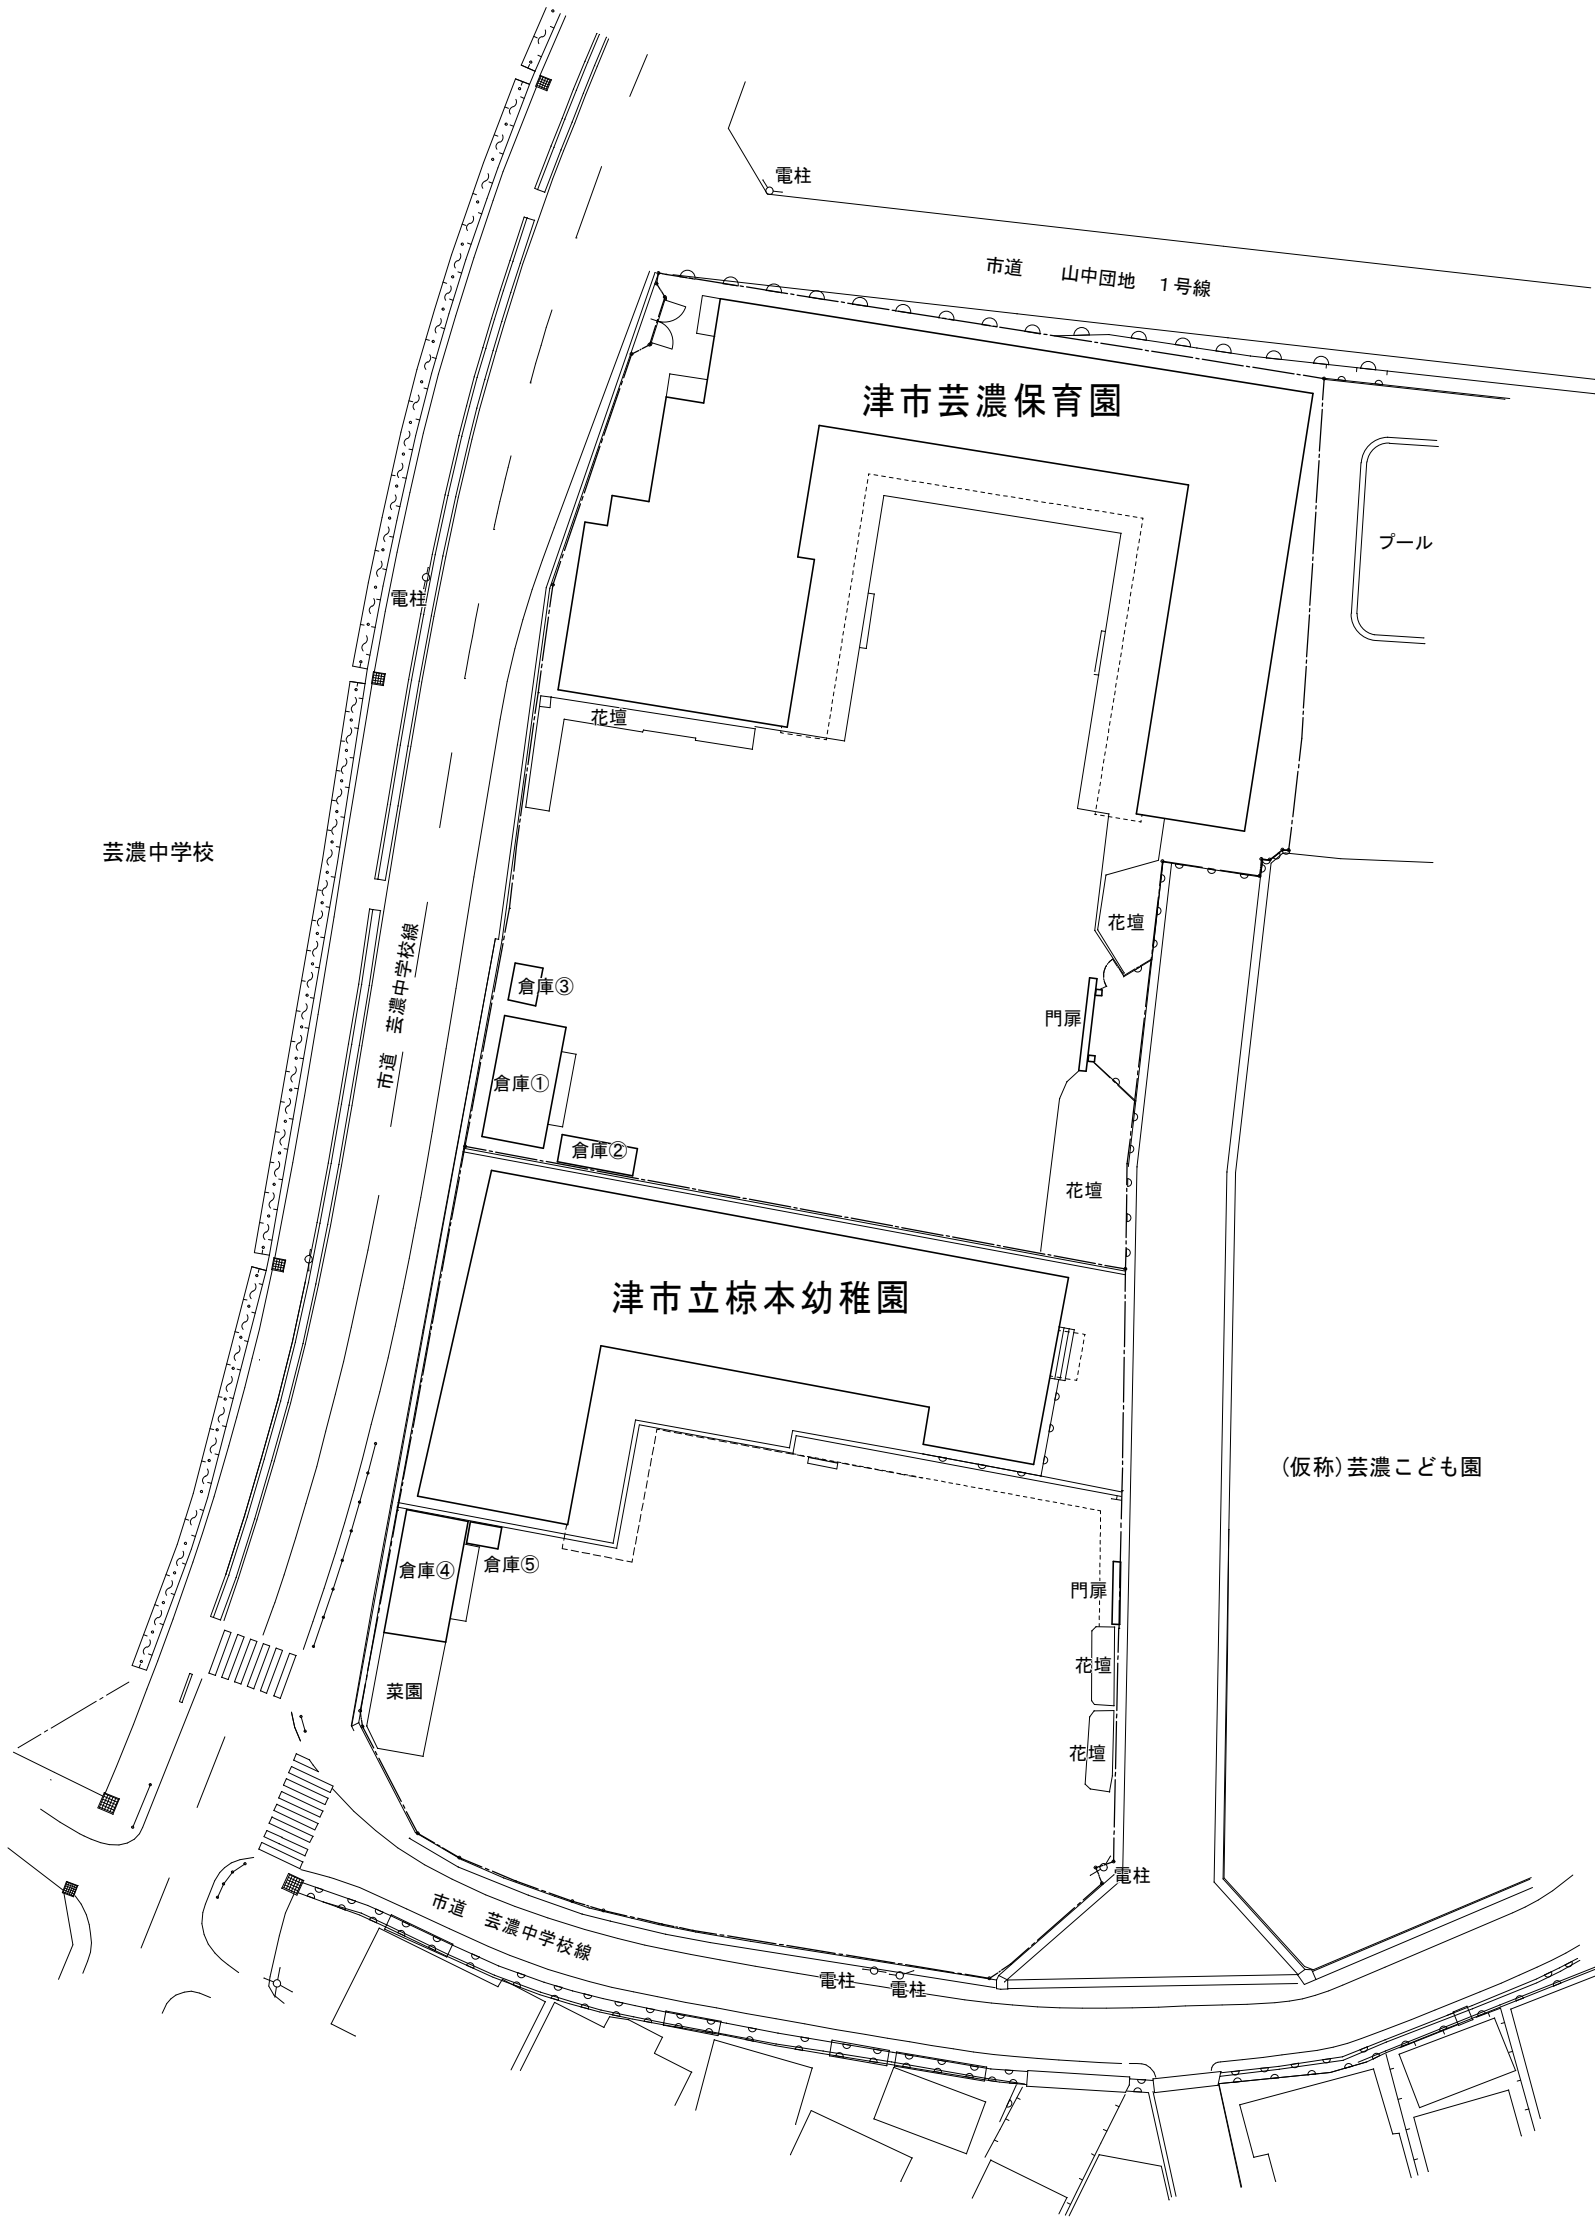 電柱
市道　山中団地　１号線
津市芸濃保育園
プール
電柱
花壇
芸濃中学校
花壇
市道　芸濃中学校線
倉庫③
門扉
倉庫①
倉庫②
花壇
津市立椋本幼稚園
(仮称)芸濃こども園
倉庫④
倉庫⑤
門扉
花壇
菜園
花壇
電柱
市道　芸濃中学校線
電柱
電柱